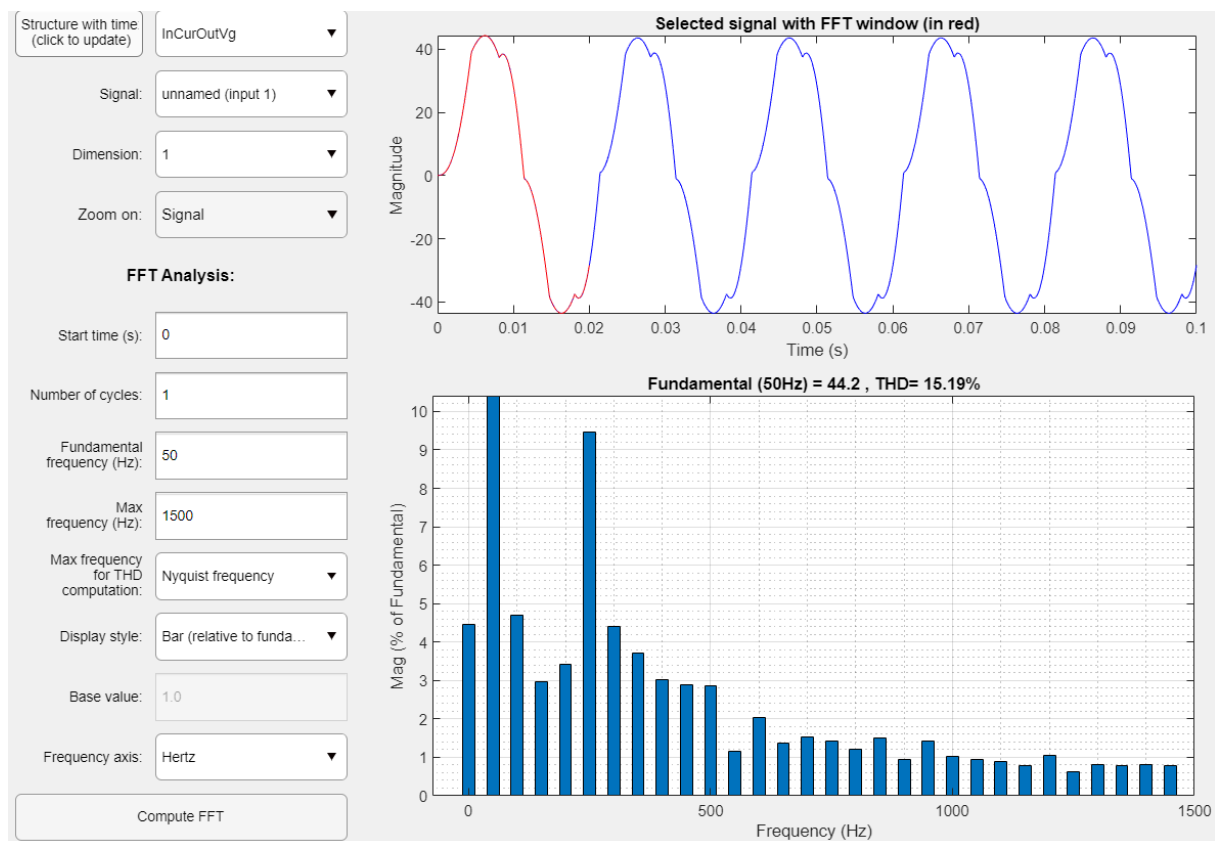 Structure with time
(click to update)
InCurOutVg
Signal:
unnamed (input 1)
Dimension:
1
Zoom on:
Signal
FFT Analysis:
Start time (s):
0
Number of cycles:
1
Fundamental
frequency (Hz):
50
Max
frequency (Hz):
1500
Max frequency
for THD
computation:
Nyquist frequency
Display style:
Bar (relative to funda...
Base value:
1.0
Frequency axis:
Hertz
Compute FFT
Selected signal with FFT window (in red)
Magnitude
40
20
0
-20
-40
0 0.01 0.02 0.03 0.04 0.05 0.06 0.07 0.08 0.09 0.1
Time (s)
Fundamental (50Hz) = 44.2 , THD= 15.19%
Mag (% of Fundamental)
10
9
8
7
6
5
4
3
2
1
0
0 500 1000 1500
Frequency (Hz)